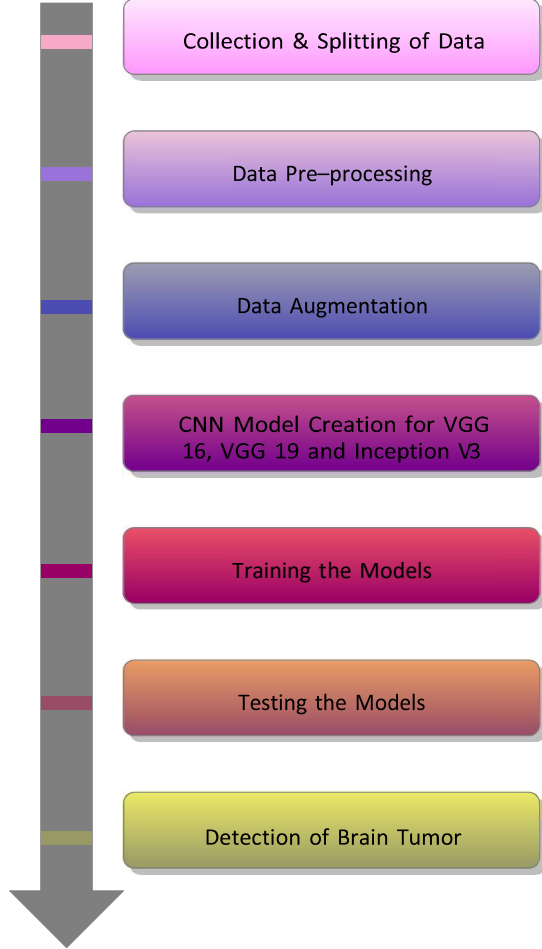 Collection & Splitting of Data
Data Pre–processing
Data Augmentation
CNN Model Creation for VGG
16, VGG 19 and Inception V3
Training the Models
Testing the Models
Detection of Brain Tumor